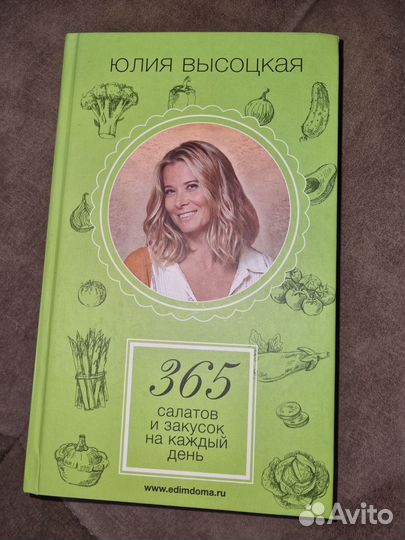 ЮЛИЯ ВЫСОЦКАЯ
365
салатов
и закусок
на каждый
день
www.edimdoma.ru
Avito